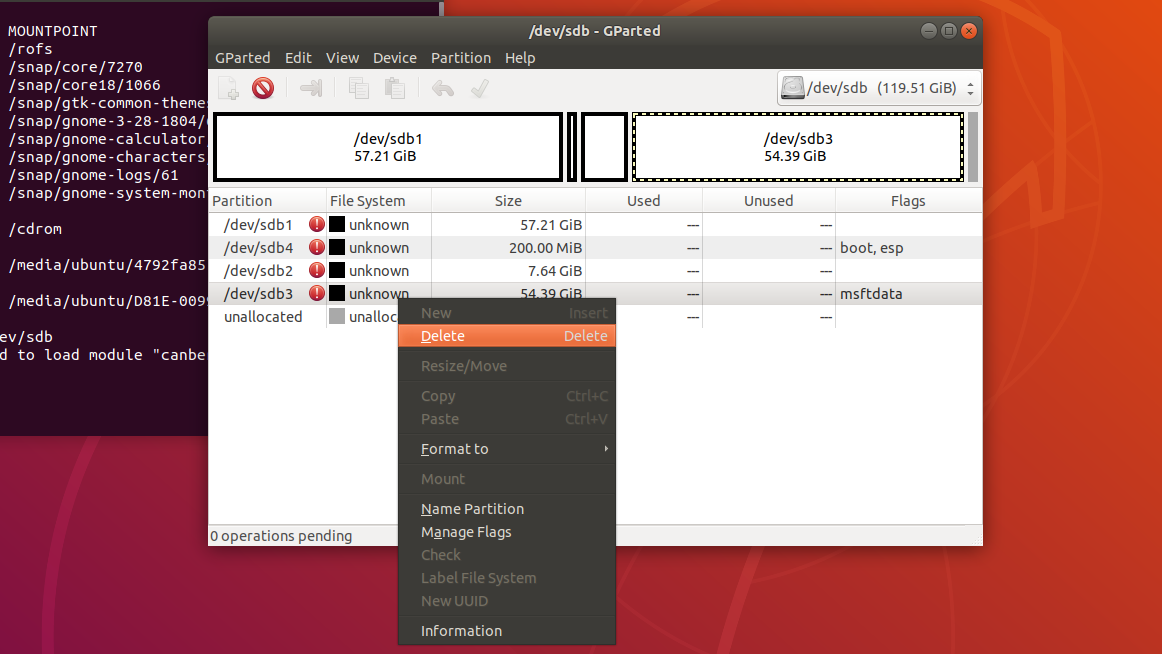 MOUNTPOINT
/rofs
/snap/core/7270
/snap/core18/1066
/snap/gtk-common-theme
/snap/gnome-3-28-1804/
/snap/gnome-calculator
/snap/gnome-characters
/snap/gnome-logs/61
/snap/gnome-system-mon
/cdrom
/media/ubuntu/4792fa85
/media/ubuntu/D81E-009
ev/sdb
d to load module "canbe
/dev/sdb - GParted
GParted Edit View Device Partition Help
/dev/sdb (119.51 GiB)
/dev/sdb1
57.21 GiB
/dev/sdb3
54.39 GiB
Partition File System Size Used Unused Flags
/dev/sdb1 unknown 57.21 GiB --- ---
/dev/sdb4 unknown 200.00 MiB --- --- boot, esp
/dev/sdb2 unknown 7.64 GiB --- ---
/dev/sdb3 unknown 54.39 GiB --- --- msftdata
unallocated unalloc --- ---
New Insert
Delete Delete
Resize/Move
Copy Ctrl+C
Paste Ctrl+V
Format to
Mount
Name Partition
Manage Flags
Check
Label File System
New UUID
Information
0 operations pending